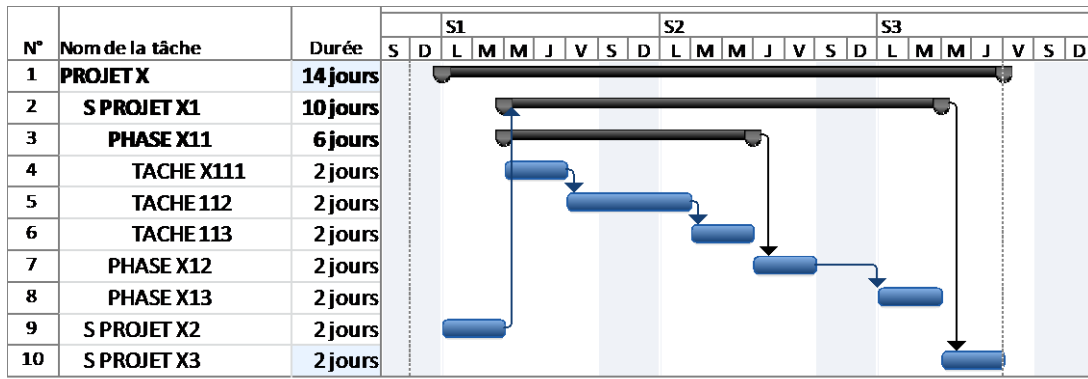 S1 S2 S3
N° Nom de la tâche Durée S D L M M J V S D L M M J V S D L M M J V S D
1 PROJET X 14 jours
2 S PROJET X1 10 jours
3 PHASE X11 6 jours
4 TACHE X111 2 jours
5 TACHE 112 2 jours
6 TACHE 113 2 jours
7 PHASE X12 2 jours
8 PHASE X13 2 jours
9 S PROJET X2 2 jours
10 S PROJET X3 2 jours